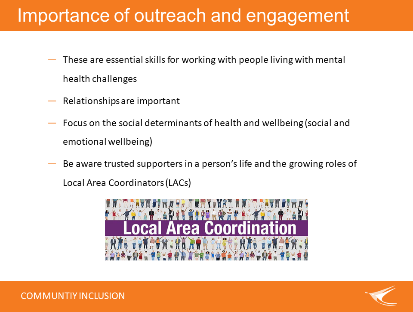 Importance of outreach and engagement
— These are essential skills for working with people living with mental
health challenges
— Relationships are important
— Focus on the social determinants of health and wellbeing (social and
emotional wellbeing)
— Be aware trusted supporters in a person's life and the growing roles of
Local Area Coordinators (LACs)
Local Area Coordination
COMMUNTIY INCLUSION